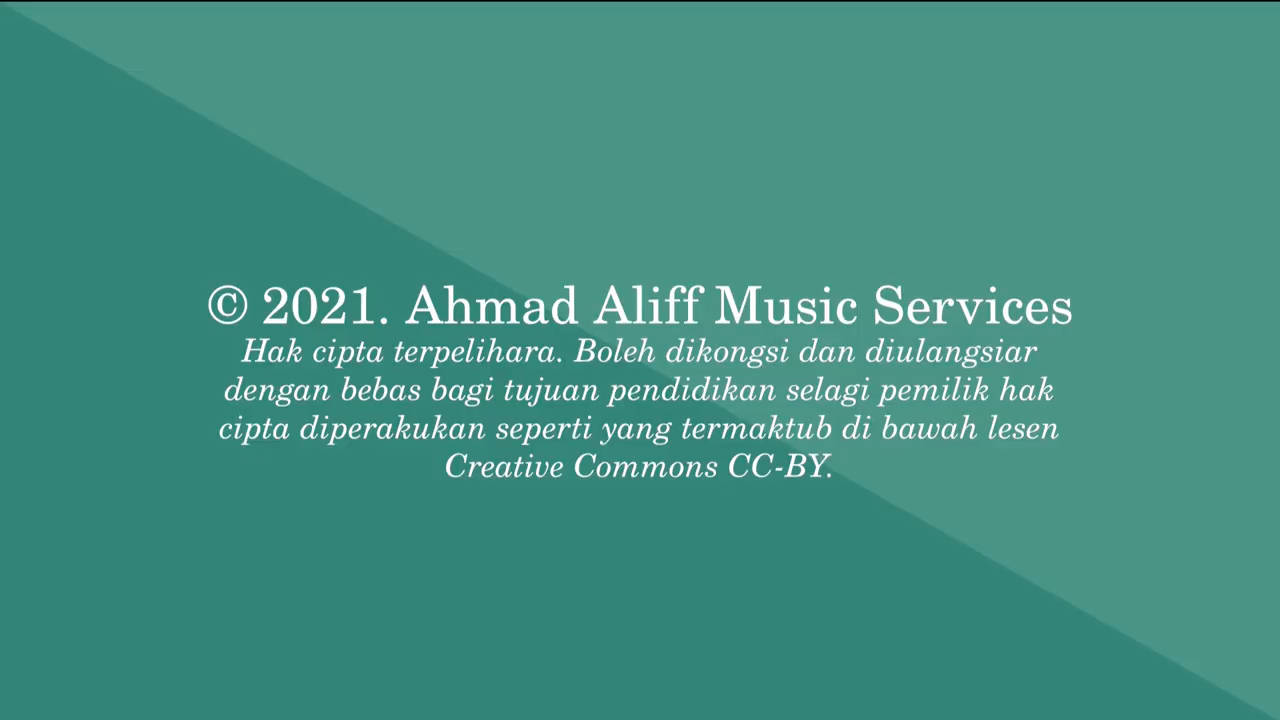 © 2021. Ahmad Aliff Music Services
Hak cipta terpelihara. Boleh dikongsi dan diulangsiar
dengan bebas bagi tujuan pendidikan selagi pemilik hak
cipta diperakukan seperti yang termaktub di bawah lesen
Creative Commons CC-BY.